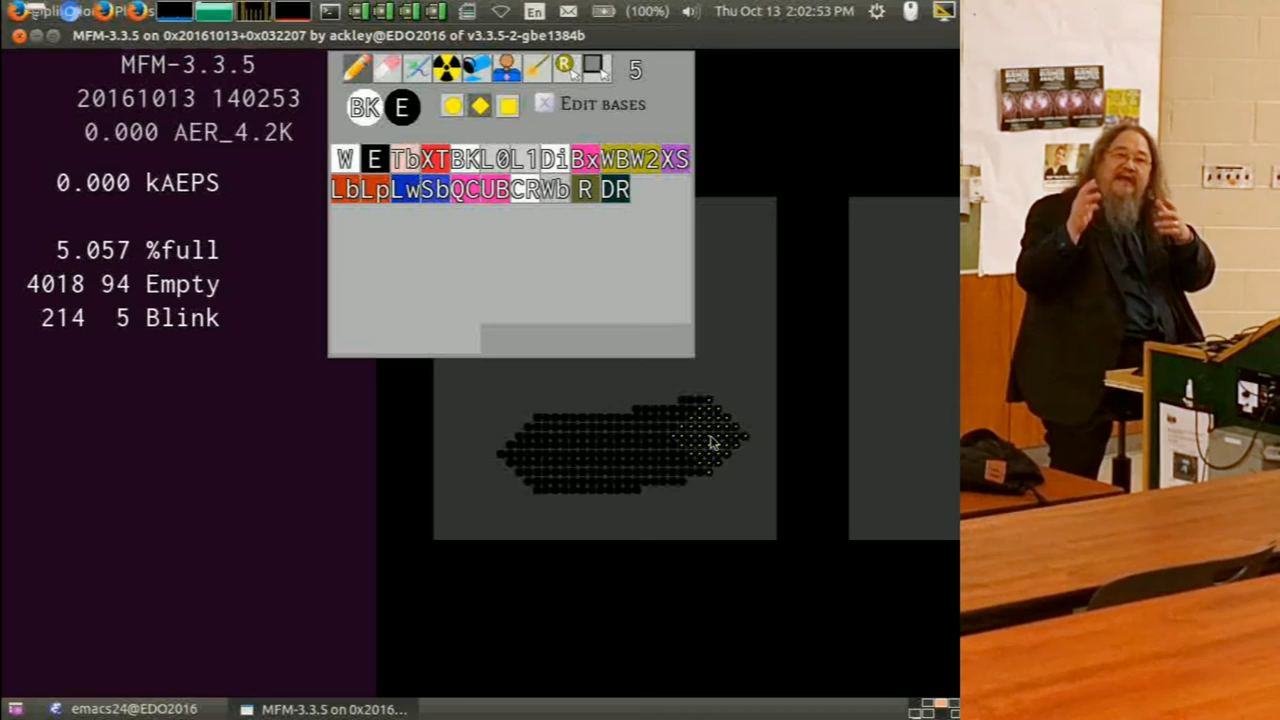 En (100%) Thu Oct 13 2:02:53 PM
MFM-3.3.5 on 0x20161013+0x032207 by ackley@EDO2016 of v3.3.5-2-gbe1384b
MFM-3.3.5
20161013 140253
0.000 AER_4.2K
0.000 kAEPS
5.057 %full
4018 94 Empty
214 5 Blink
5
BK E EDIT BASES
W E Tb XT BK L0 L1 Di Bx WB W2 XS
Lb Lp Lw Sb QC UB CR Wb R DR
emacs24@EDO2016 MFM-3.3.5 on 0x2016...